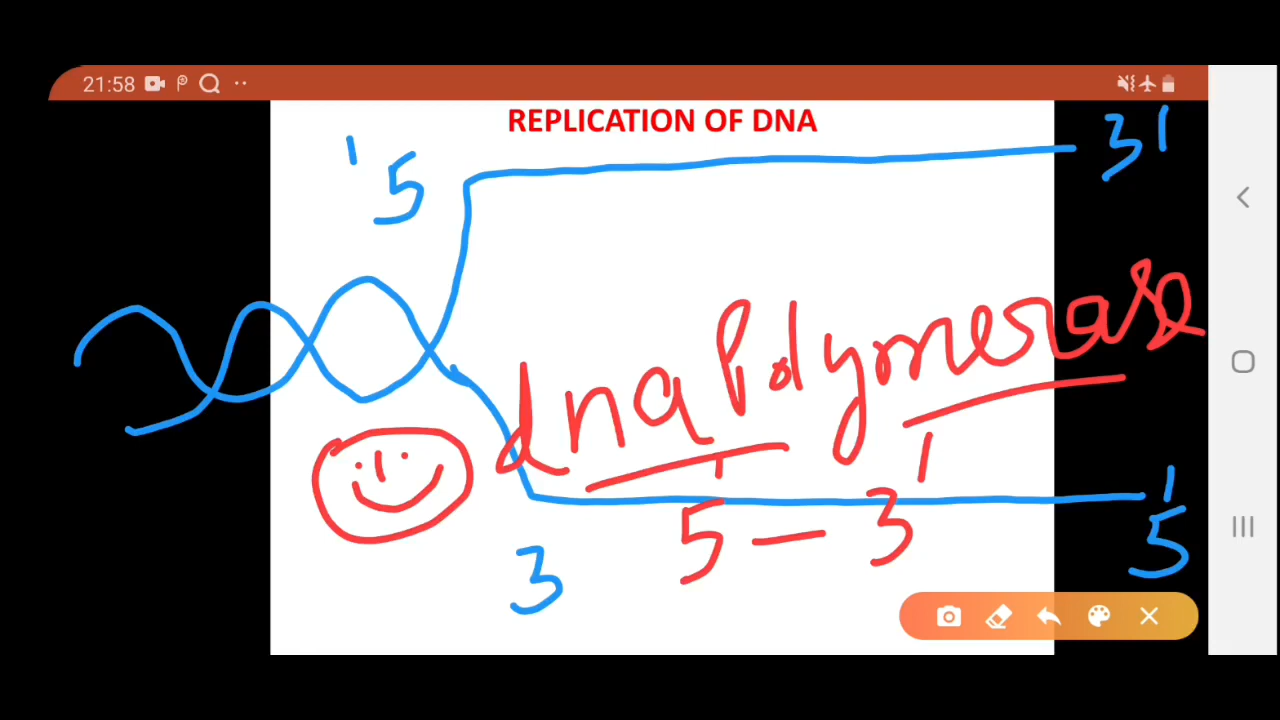 21:58
REPLICATION OF DNA
'5
3'
dna Polymerase
5' - 3'
3
5'